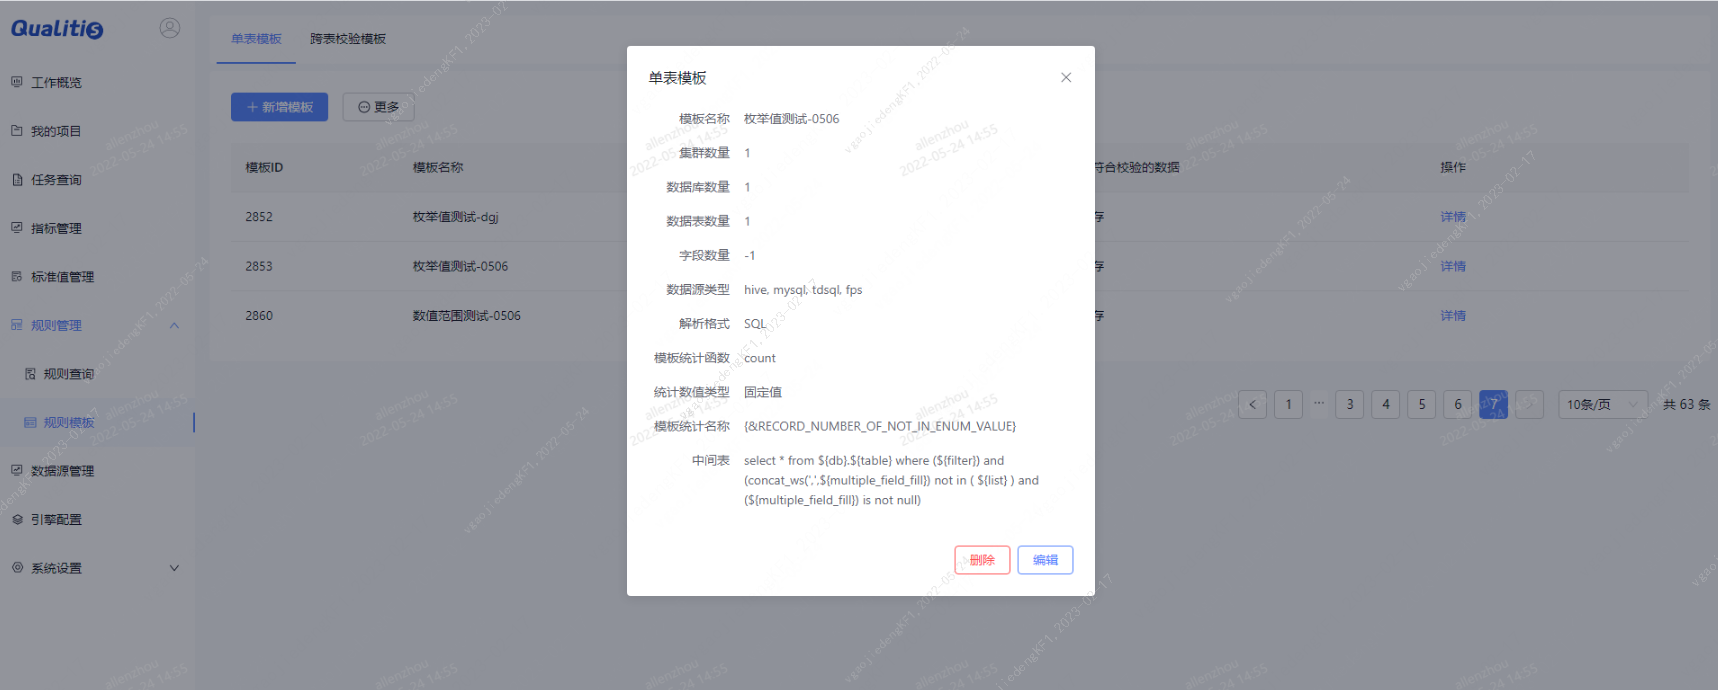 Qualitis
工作概览
我的项目
任务查询
指标管理
标准值管理
规则管理
规则查询
规则模板
数据源管理
引擎配置
系统设置
单表模板 跨表校验模板
+ 新增模板 更多
模板ID 模板名称 符合校验的数据 操作
2852 枚举值测试-dgj 存 详情
2853 枚举值测试-0506 存 详情
2860 数值范围测试-0506 存 详情
< 1 ··· 3 4 5 6 7 > 10条/页 共 63 条
单表模板
模板名称 枚举值测试-0506
集群数量 1
数据库数量 1
数据表数量 1
字段数量 -1
数据源类型 hive, mysql, tdsql, fps
解析格式 SQL
模板统计函数 count
统计数值类型 固定值
模板统计名称 {&RECORD_NUMBER_OF_NOT_IN_ENUM_VALUE}
中间表 select * from ${db}.${table} where (${filter}) and
(concat_ws(',',${multiple_field_fill}) not in ( ${list} ) and
(${multiple_field_fill}) is not null)
删除 编辑
allenzhou
2022-05-24 14:55
vgaojiedengKF1,2022-05-24
vgaojiedengKF1,2023-02-17